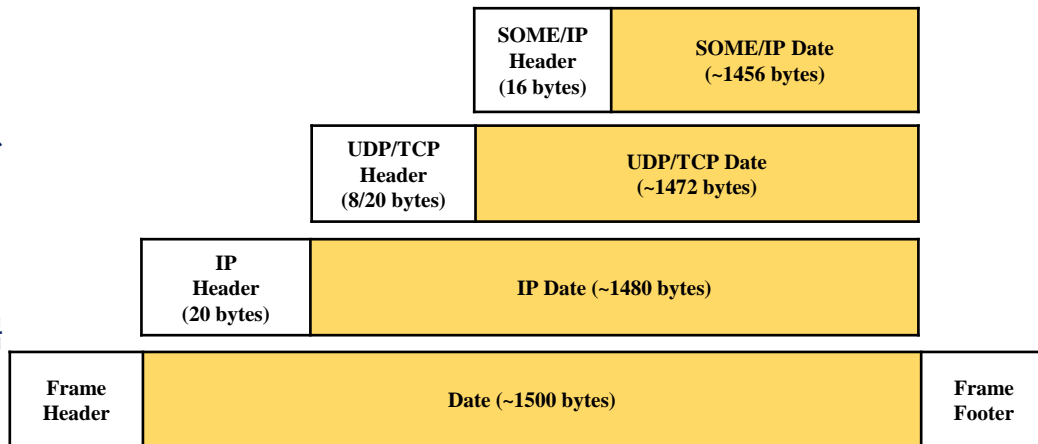 SOME/IP
Header
(16 bytes)
SOME/IP Date
(~1456 bytes)
UDP/TCP
Header
(8/20 bytes)
UDP/TCP Date
(~1472 bytes)
IP
Header
(20 bytes)
IP Date (~1480 bytes)
Frame
Header
Date (~1500 bytes)
Frame
Footer